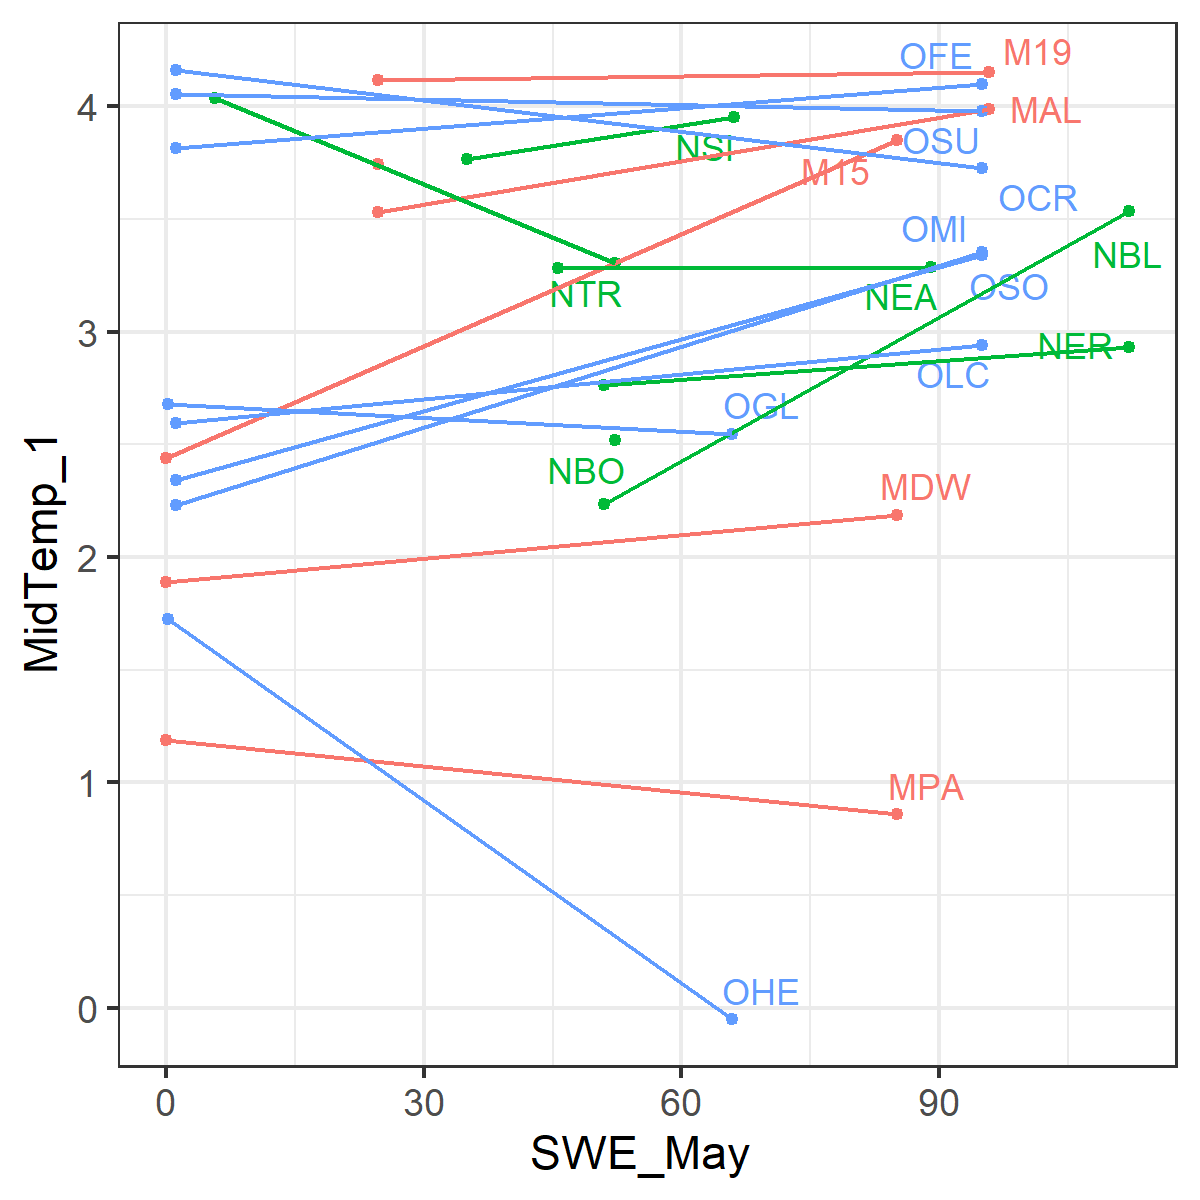 OFE
M19
MAL
OSU
NSI
M15
OCR
OMI
NBL
NTR
NEA
OSO
NER
OLC
OGL
NBO
MDW
MPA
OHE
4
3
2
1
0
0
30
60
90
SWE_May
MidTemp_1